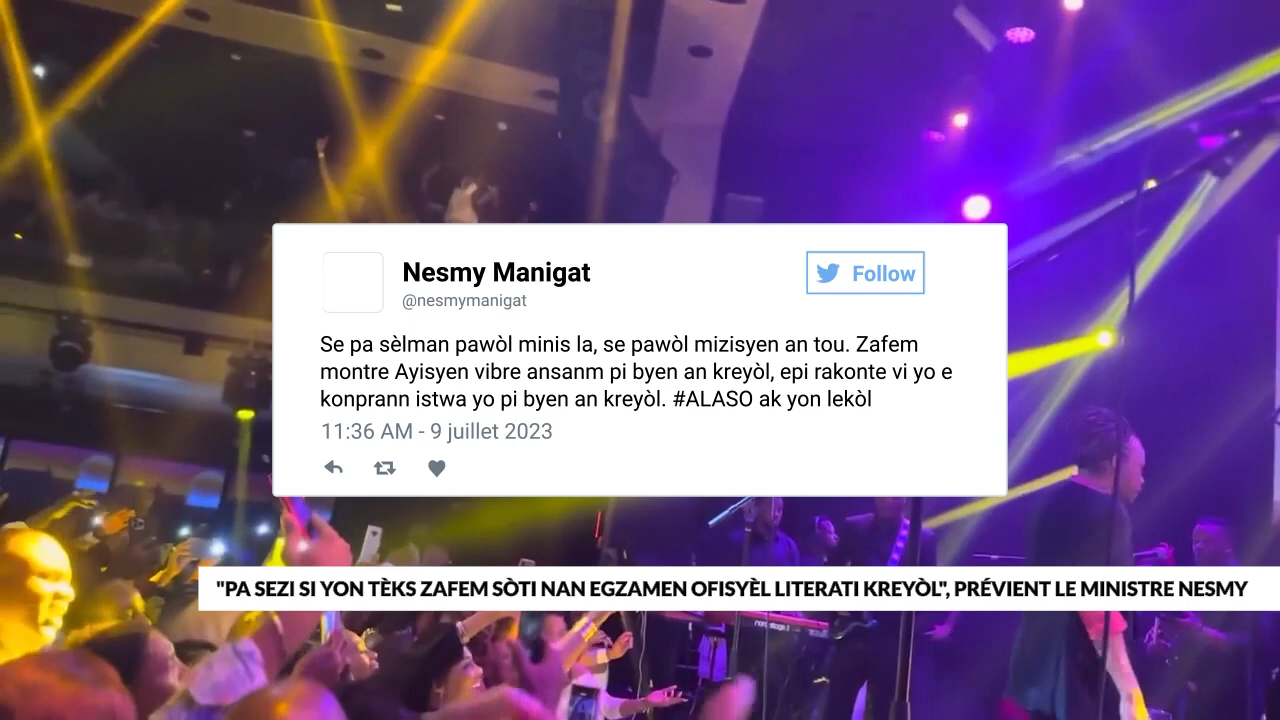 Nesmy Manigat
Follow
@nesmymanigat
Se pa sèlman pawòl minis la, se pawòl mizisyen an tou. Zafem
montre Ayisyen vibre ansanm pi byen an kreyòl, epi rakonte vi yo e
konprann istwa yo pi byen an kreyòl. #ALASO ak yon lekòl
11:36 AM - 9 juillet 2023
"PA SEZI SI YON TÈKS ZAFEM SÒTI NAN EGZAMEN OFISYÈL LITERATI KREYÒL", PRÉVIENT LE MINISTRE NESMY